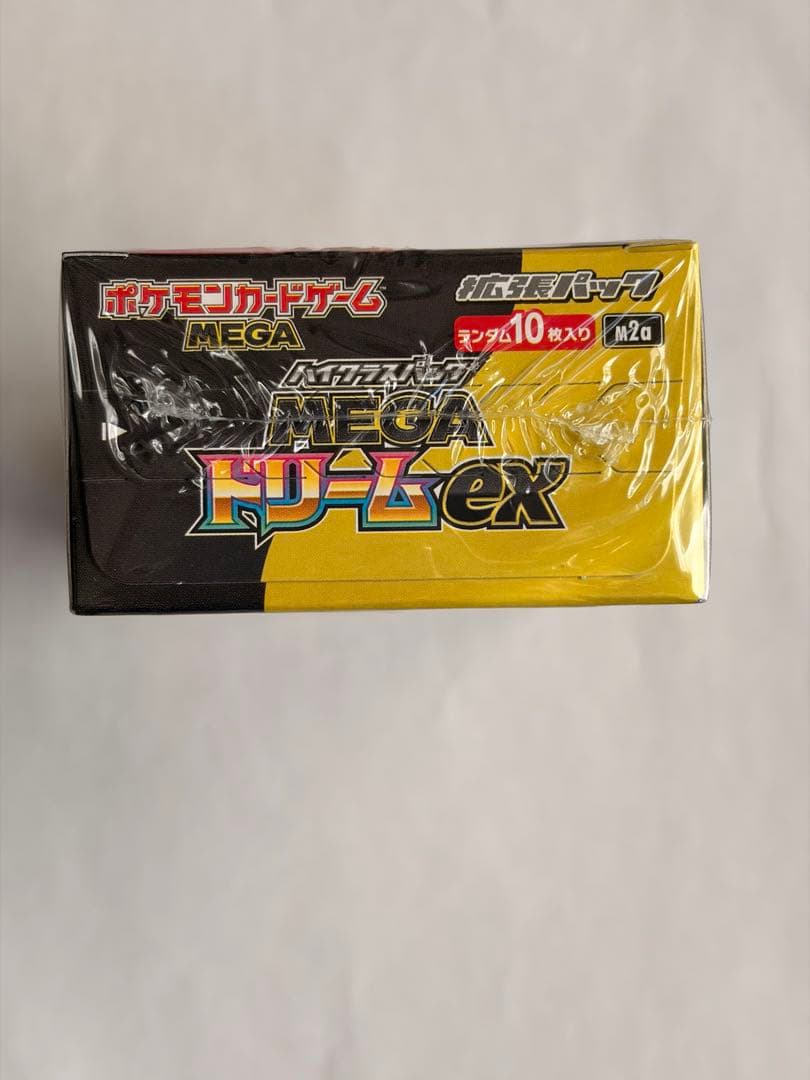 ポケモンカードゲーム
MEGA
拡張パック
ランダム10枚入り
M2a
ハイクラスパック
MEGA
ドリームex